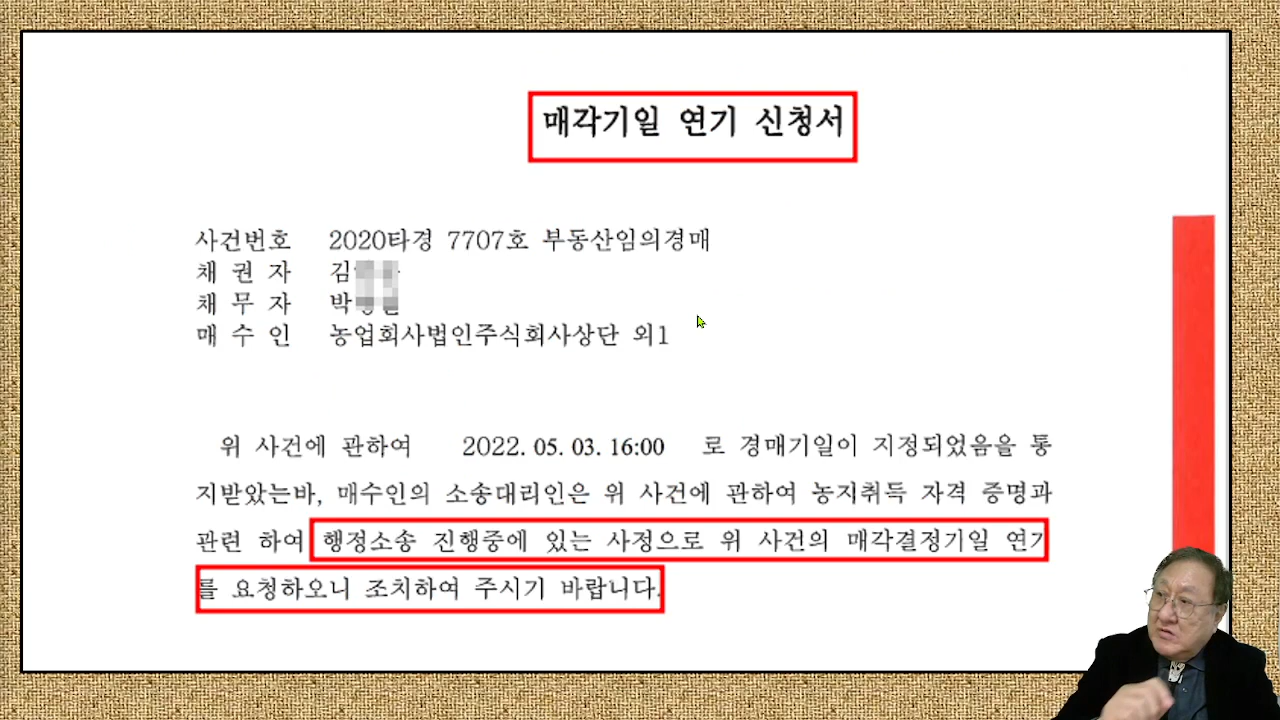 매각기일 연기 신청서
사건번호 2020타경 7707호 부동산임의경매
채 권 자 김
채 무 자 박
매 수 인 농업회사법인주식회사상단 외1
위 사건에 관하여 2022. 05. 03. 16:00 로 경매기일이 지정되었음을 통
지받았는바, 매수인의 소송대리인은 위 사건에 관하여 농지취득 자격 증명과
관련 하여 행정소송 진행중에 있는 사정으로 위 사건의 매각결정기일 연기
를 요청하오니 조치하여 주시기 바랍니다.